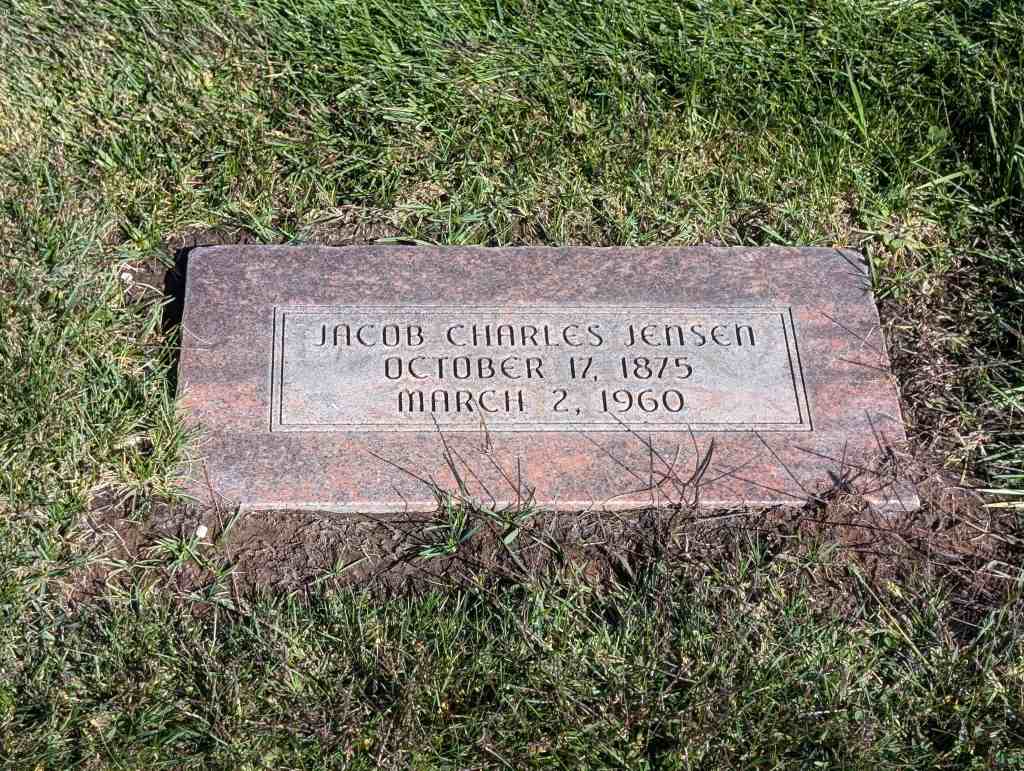 JACOB CHARLES JENSEN
OCTOBER 17, 1875
MARCH 2, 1960